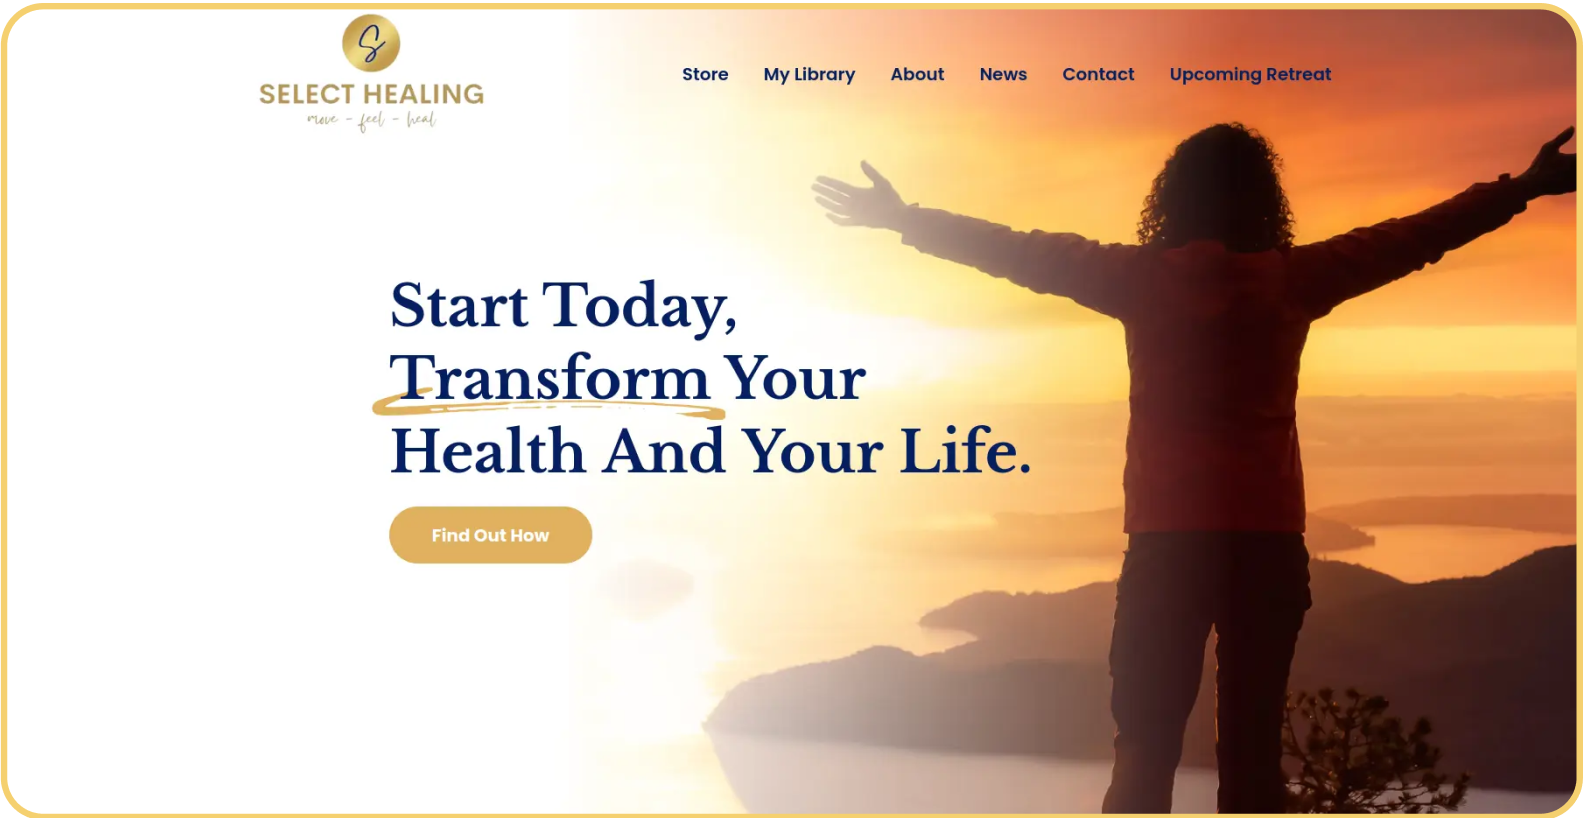 S
SELECT HEALING
move - feel - heal
Store My Library About News Contact Upcoming Retreat
Start Today,
Transform Your
Health And Your Life.
Find Out How